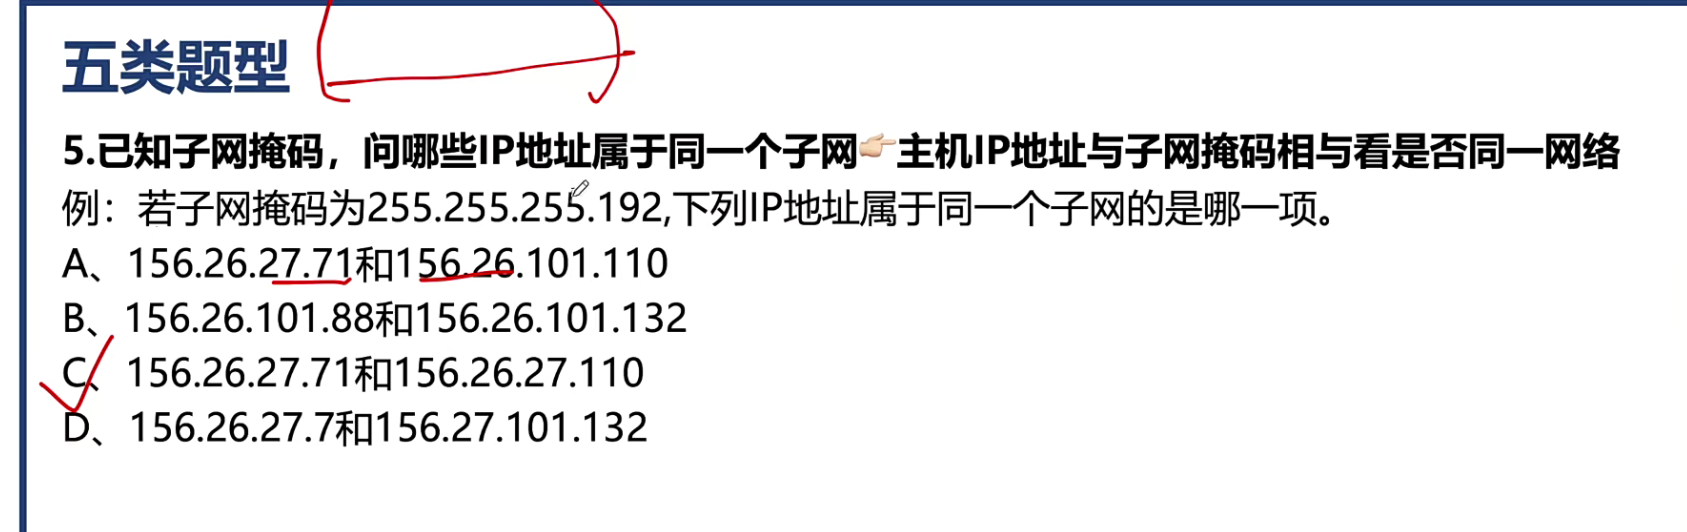 五类题型
5.已知子网掩码，问哪些IP地址属于同一个子网👉主机IP地址与子网掩码相与看是否同一网络
例：若子网掩码为255.255.255.192,下列IP地址属于同一个子网的是哪一项。
A、156.26.27.71和156.26.101.110
B、156.26.101.88和156.26.101.132
C、156.26.27.71和156.26.27.110
D、156.26.27.7和156.27.101.132